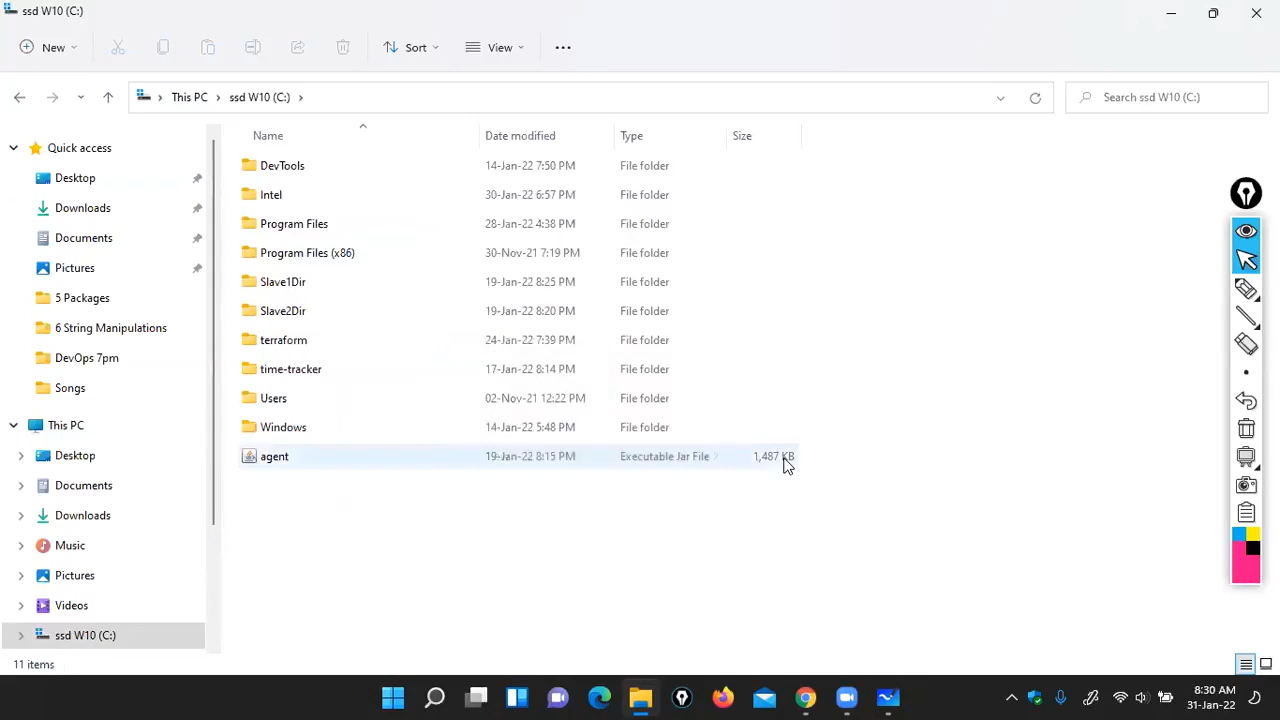 ssd W10 (C:)
New
Sort
View
This PC
ssd W10 (C:)
Search ssd W10 (C:)
Quick access
Desktop
Downloads
Documents
Pictures
5 Packages
6 String Manipulations
DevOps 7pm
Songs
This PC
Desktop
Documents
Downloads
Music
Pictures
Videos
ssd W10 (C:)
Name Date modified Type Size
DevTools 14-Jan-22 7:50 PM File folder
Intel 30-Jan-22 6:57 PM File folder
Program Files 28-Jan-22 4:38 PM File folder
Program Files (x86) 30-Nov-21 7:19 PM File folder
Slave1Dir 19-Jan-22 8:25 PM File folder
Slave2Dir 19-Jan-22 8:20 PM File folder
terraform 24-Jan-22 7:39 PM File folder
time-tracker 17-Jan-22 8:14 PM File folder
Users 02-Nov-21 12:22 PM File folder
Windows 14-Jan-22 5:48 PM File folder
agent 19-Jan-22 8:15 PM Executable Jar File 1,487 KB
11 items
8:30 AM
31-Jan-22